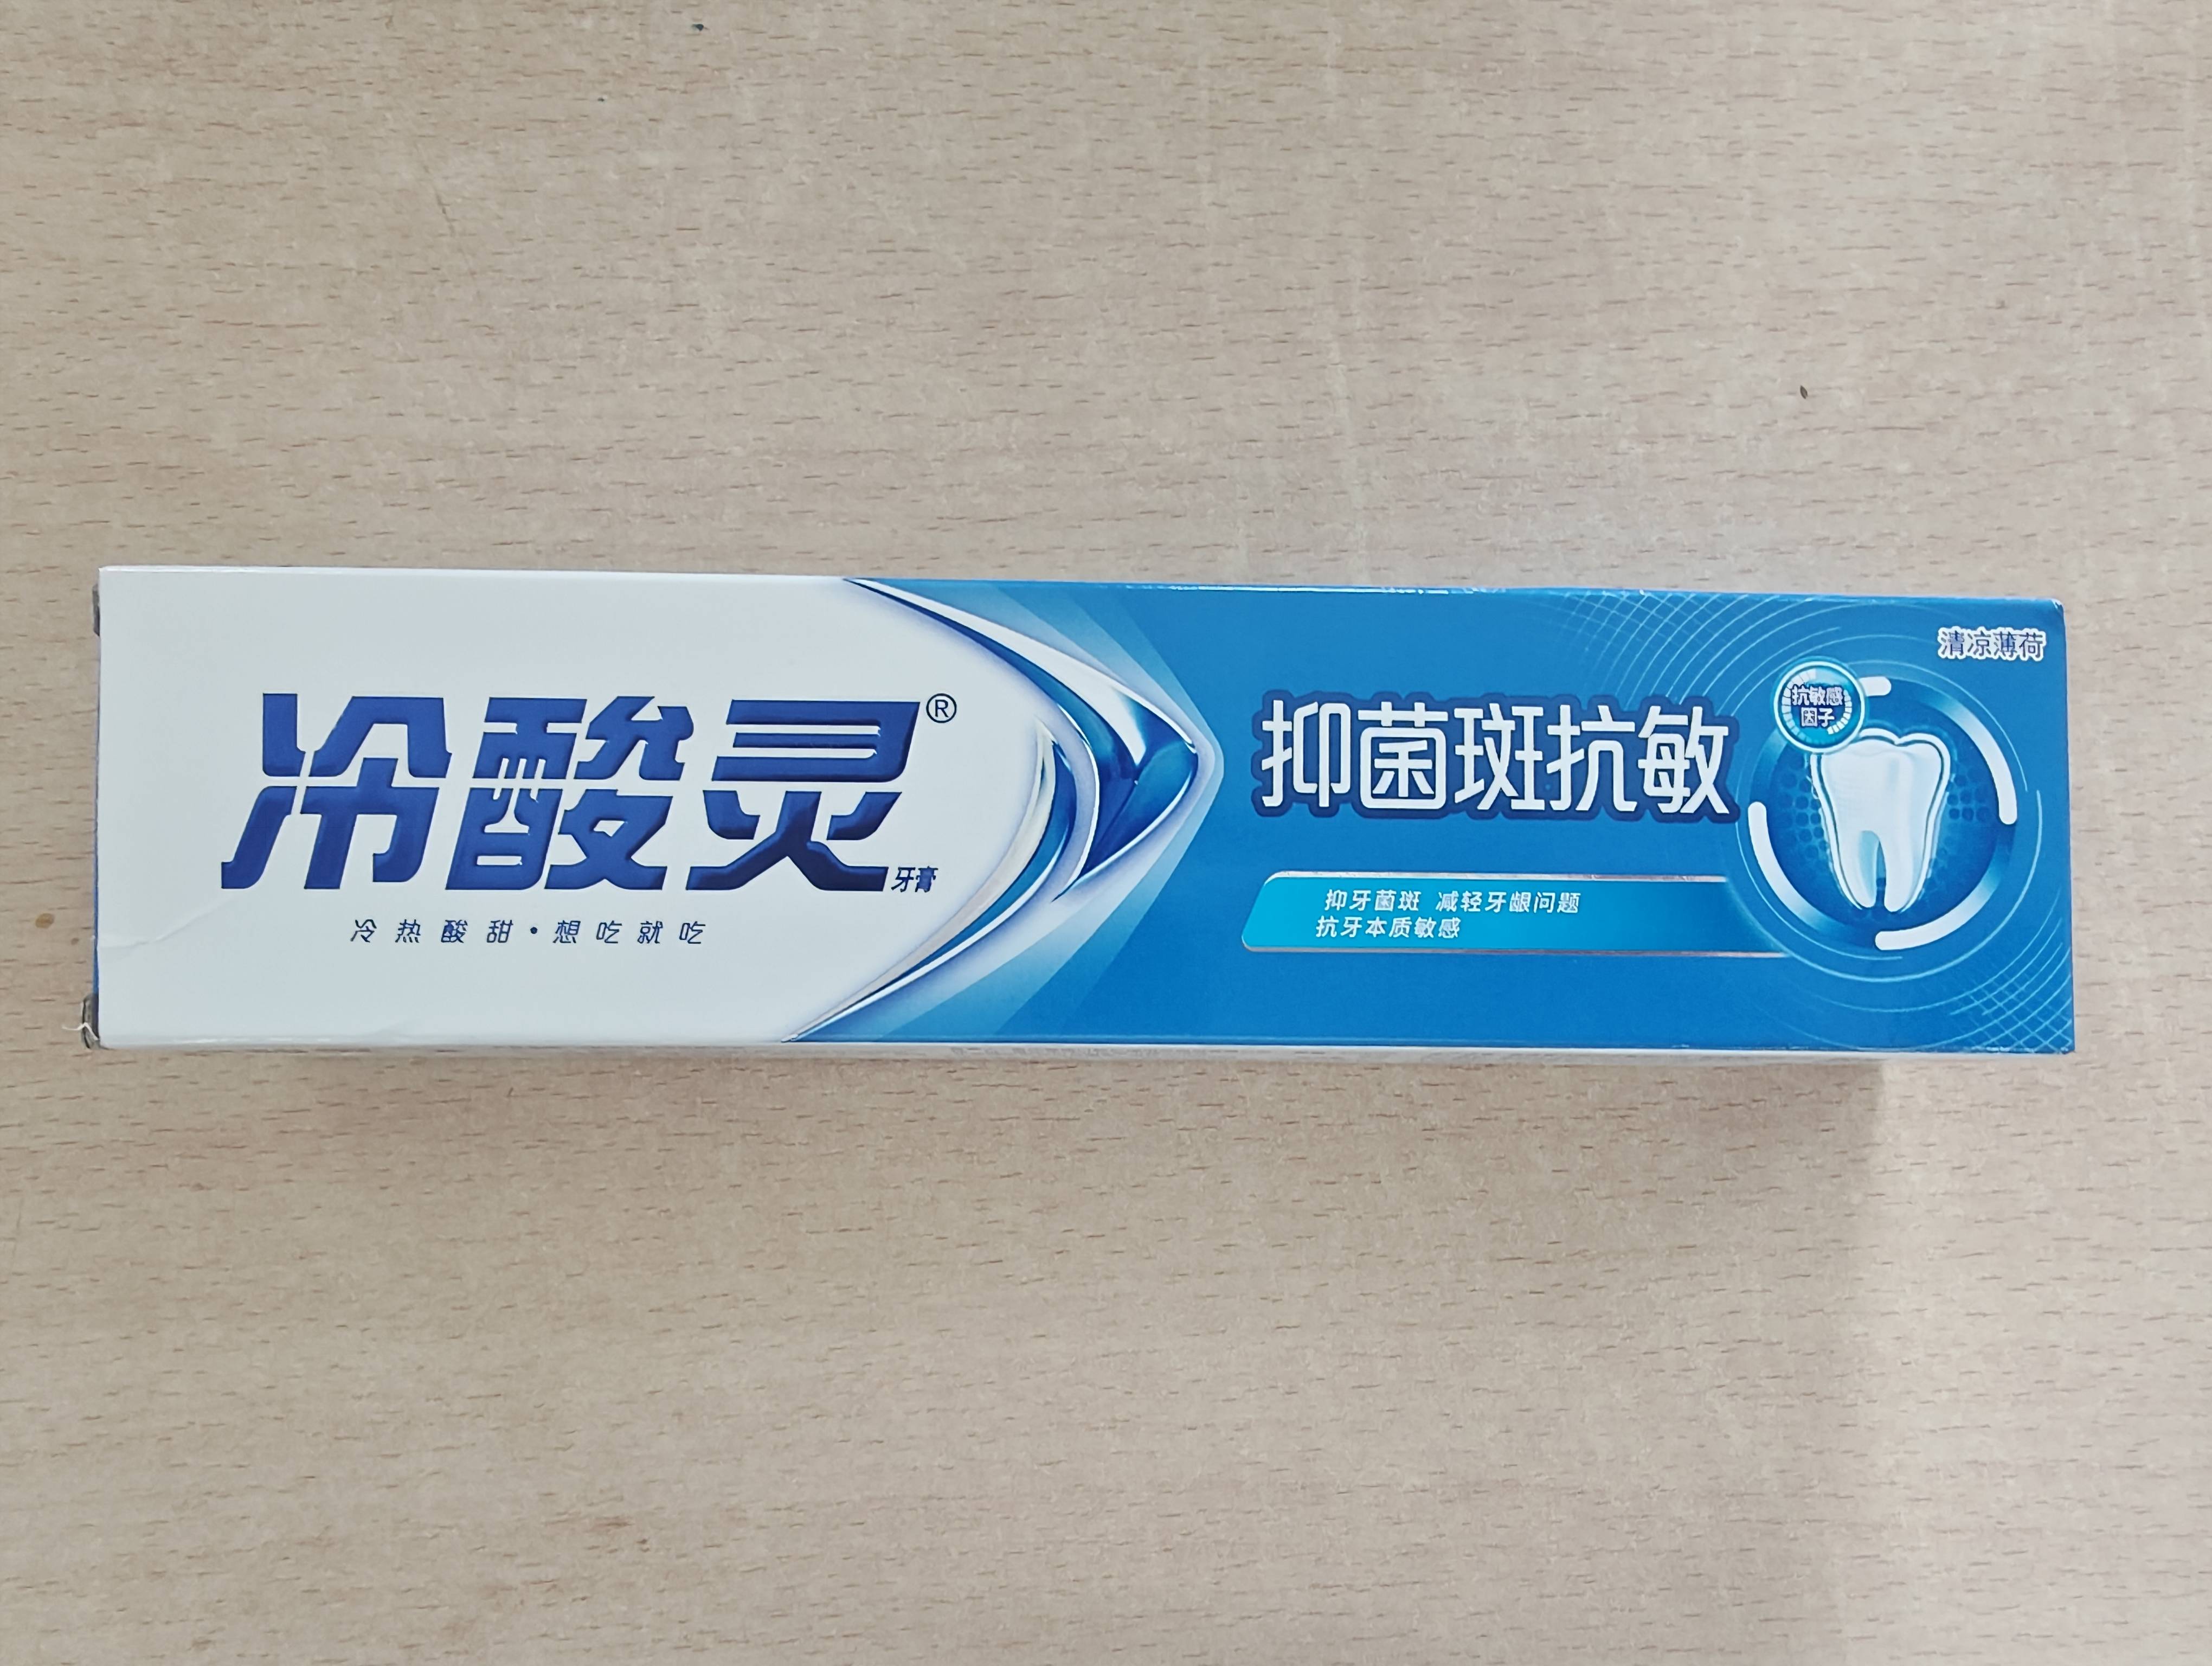 冷酸灵®
牙膏
冷热酸甜·想吃就吃
清凉薄荷
抗敏感
因子
抑菌斑抗敏
抑牙菌斑 减轻牙龈问题
抗牙本质敏感